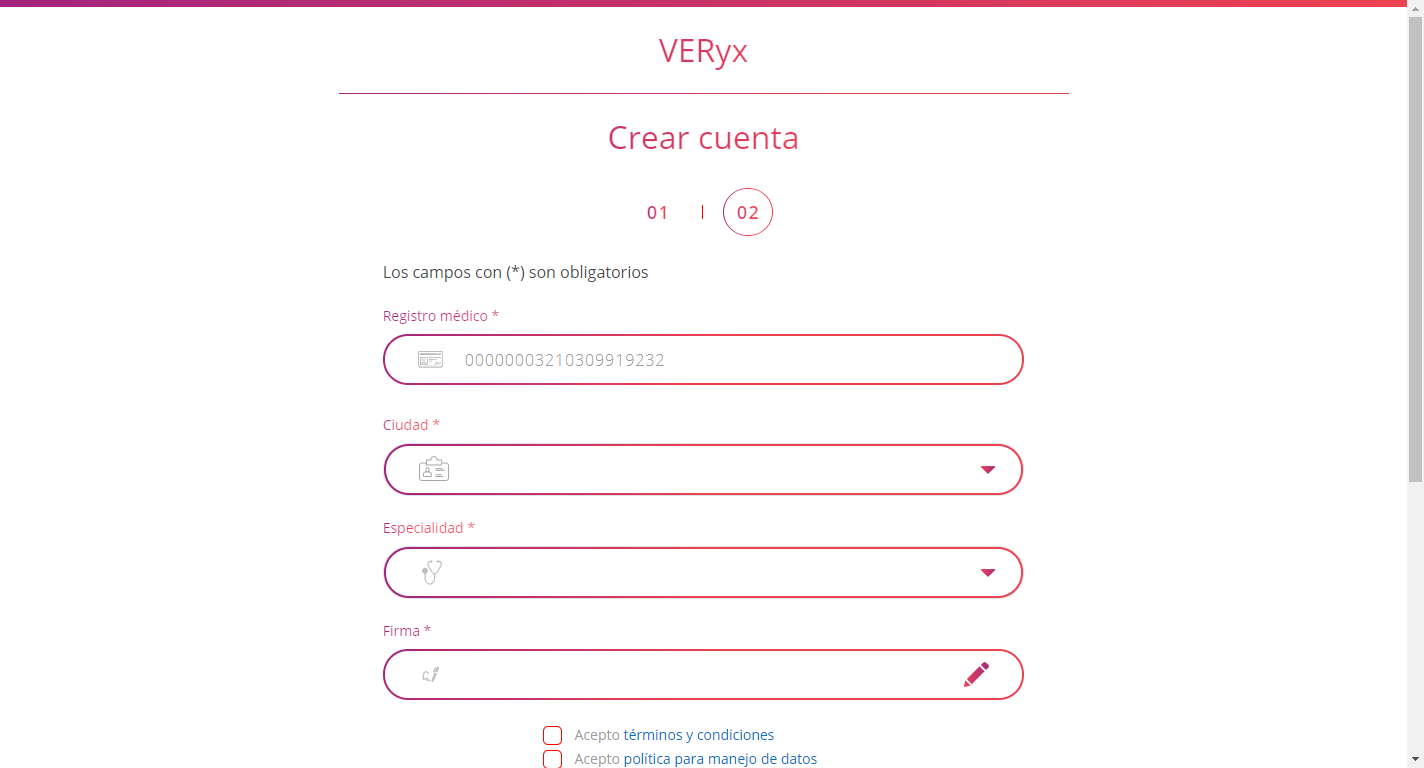 VERyx
Crear cuenta
01 | 02
Los campos con (*) son obligatorios
Registro médico *
00000003210309919232
Ciudad *
Especialidad *
Firma *
Acepto términos y condiciones
Acepto política para manejo de datos